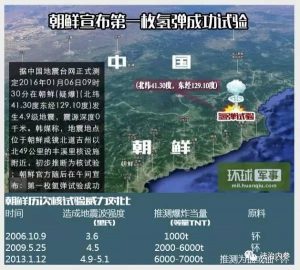 朝鲜宣布第一枚氢弹成功试验
据中国地震台网正式测
定2016年01月06日09时
30分在朝鲜(疑爆)(北纬
41.30度,东经129.10度)发
生4.9级地震,震源深度0
千米。韩媒称,地震地点
位于朝鲜咸镜北道吉州以
北49公里的丰溪里核设施
附近,初步推断为核试验;
朝鲜官方随后在午间宣
布:第一枚氢弹试验成功
中 国
(北纬41.30度,东经129.10度)
氢弹试验
朝 鲜
环球 军事
mil.huanqiu.com
朝鲜历次核试验威力对比
时间 造成地震波强度 推测爆炸当量 原料
(里氏) (等量TNT)
2006.10.9 3.6 1000t 钚
2009.5.25 4.5 2000-6000t 钚
2013.1.12 4.9-5.1 6000-7000t